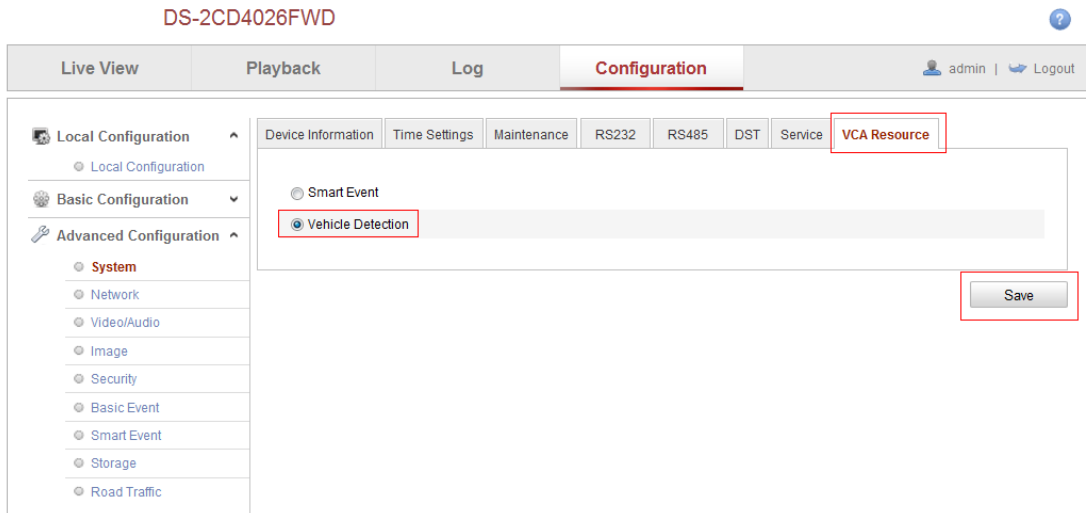 DS-2CD4026FWD
?
Live View Playback Log Configuration admin | Logout
Local Configuration
Local Configuration
Basic Configuration
Advanced Configuration
System
Network
Video/Audio
Image
Security
Basic Event
Smart Event
Storage
Road Traffic
Device Information Time Settings Maintenance RS232 RS485 DST Service VCA Resource
Smart Event
Vehicle Detection
Save